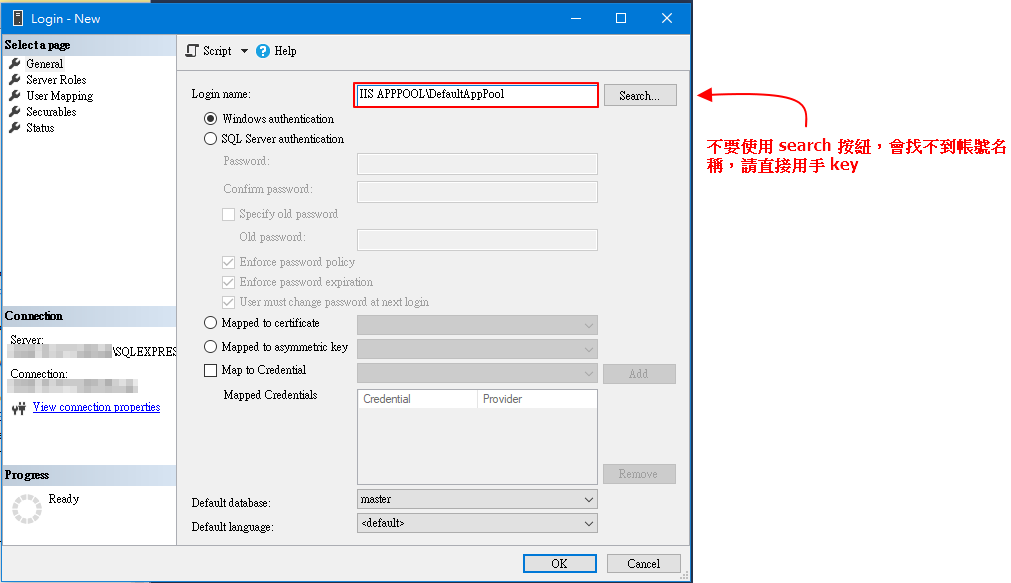 Login - New
Select a page
General
Server Roles
User Mapping
Securables
Status
Script
Help
Login name:
IIS APPPOOL\DefaultAppPool
Search...
Windows authentication
SQL Server authentication
Password:
Confirm password:
Specify old password
Old password:
Enforce password policy
Enforce password expiration
User must change password at next login
Mapped to certificate
Mapped to asymmetric key
Map to Credential
Add
Mapped Credentials
Credential
Provider
Remove
Default database:
master
Default language:
<default>
Connection
Server:
\SQLEXPRES
Connection:
View connection properties
Progress
Ready
OK
Cancel
不要使用 search 按紐，會找不到帳號名
稱，請直接用手 key